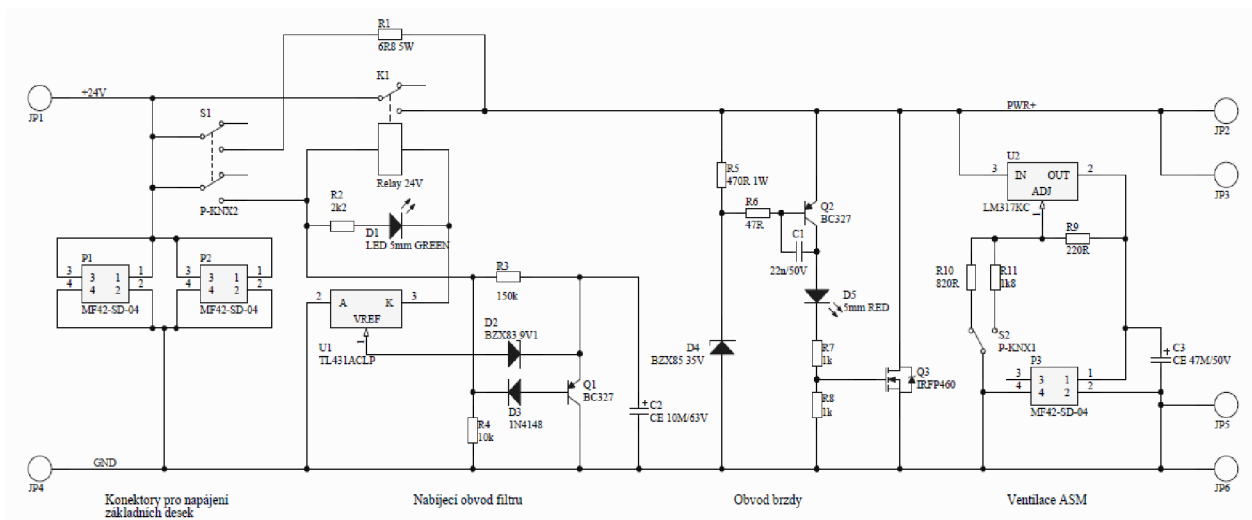 R1
6R8 5W
K1
+24V
JP1
S1
PWR+
JP2
U2
3
2
IN
OUT
ADJ
LM317KC
1
JP3
R5
470R 1W
Relay 24V
R2
2k2
R6
47R
Q2
BC327
P-KNX2
D1
LED 5mm GREEN
C1
22n/50V
R9
220R
P1
3
4
3
1
4
2
1
2
MF42-SD-04
P2
3
4
3
1
4
2
1
2
MF42-SD-04
R3
150k
R10
820R
R11
1k8
2
A
K
3
VREF
1
U1
TL431ACLP
D2
BZX83 9V1
D5
5mm RED
S2
P-KNX1
D4
BZX85 35V
R7
1k
C3
CE 47M/50V
P3
3
4
3
1
4
2
1
2
MF42-SD-04
Q3
IRFP460
Q1
BC327
D3
1N4148
R8
1k
C2
CE 10M/63V
R4
10k
JP5
GND
JP4
JP6
Konektory pro napájení
základních desek
Nabíjecí obvod filtru
Obvod brzdy
Ventilace ASM